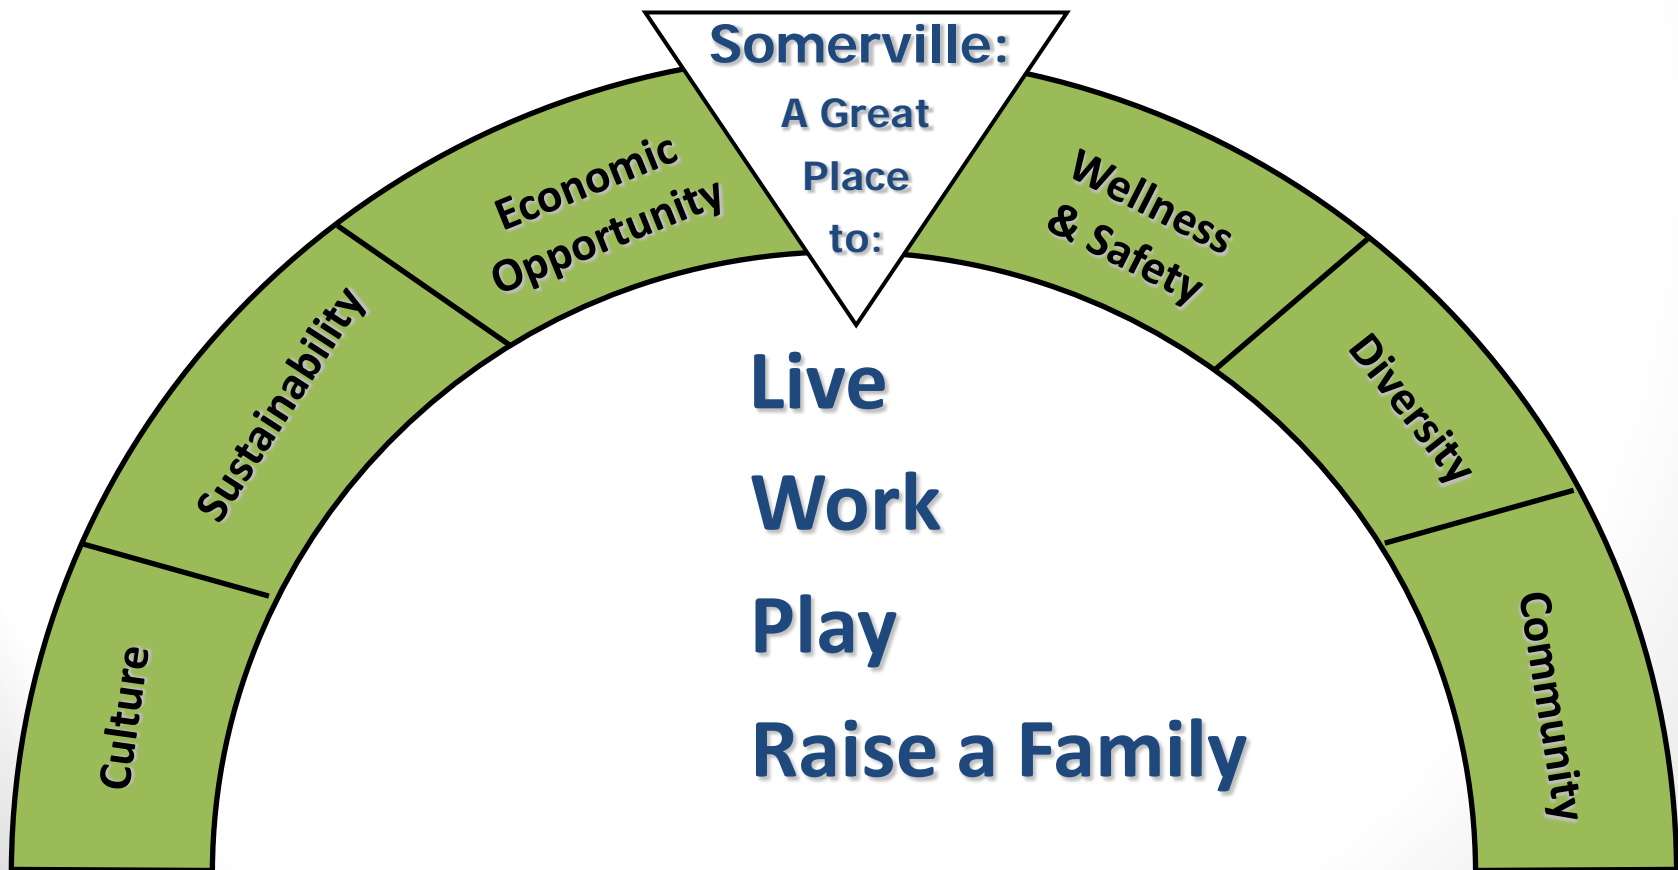 Somerville:
A Great
Place
to:
Economic
Opportunity
Wellness
& Safety
Sustainability
Diversity
Culture
Community
Live
Work
Play
Raise a Family